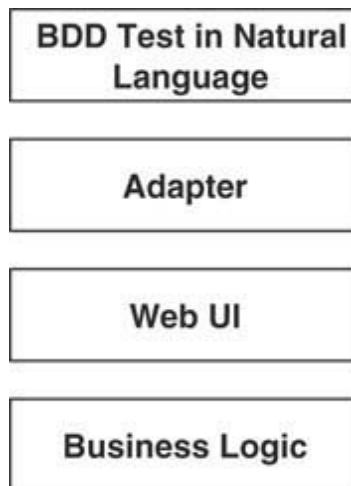 BDD Test in Natural
Language
Adapter
Web UI
Business Logic